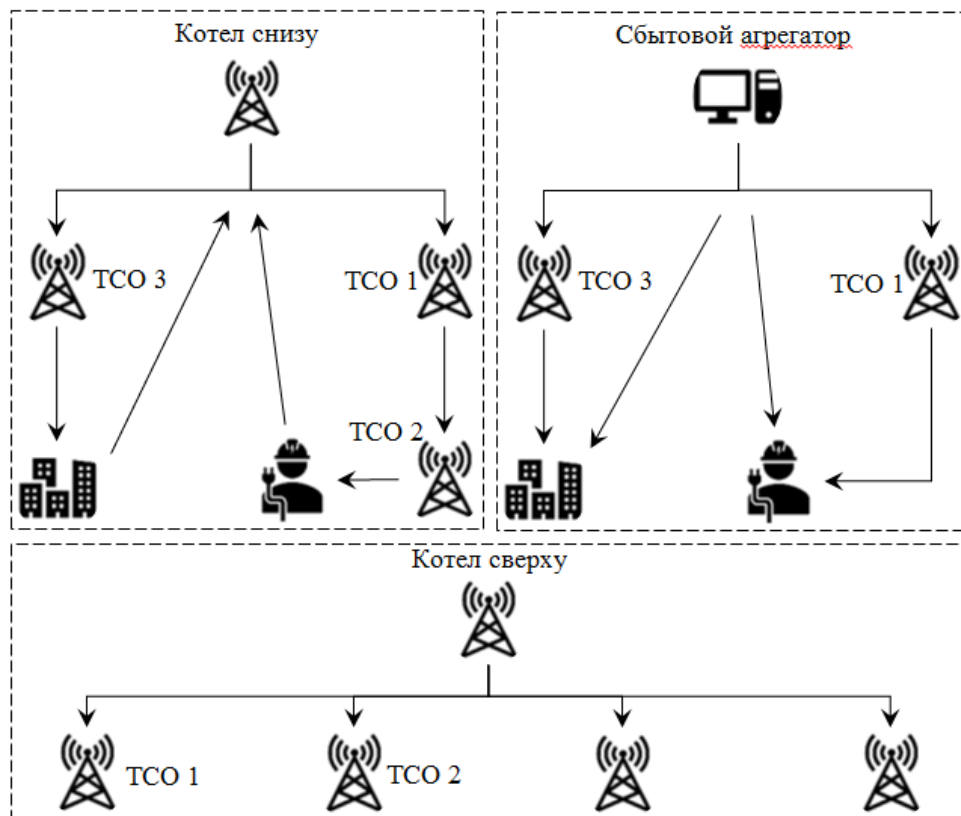 Котел снизу
Сбытовой агрегатор
ТСО 3
ТСО 1
ТСО 3
ТСО 1
ТСО 2
Котел сверху
ТСО 1
ТСО 2